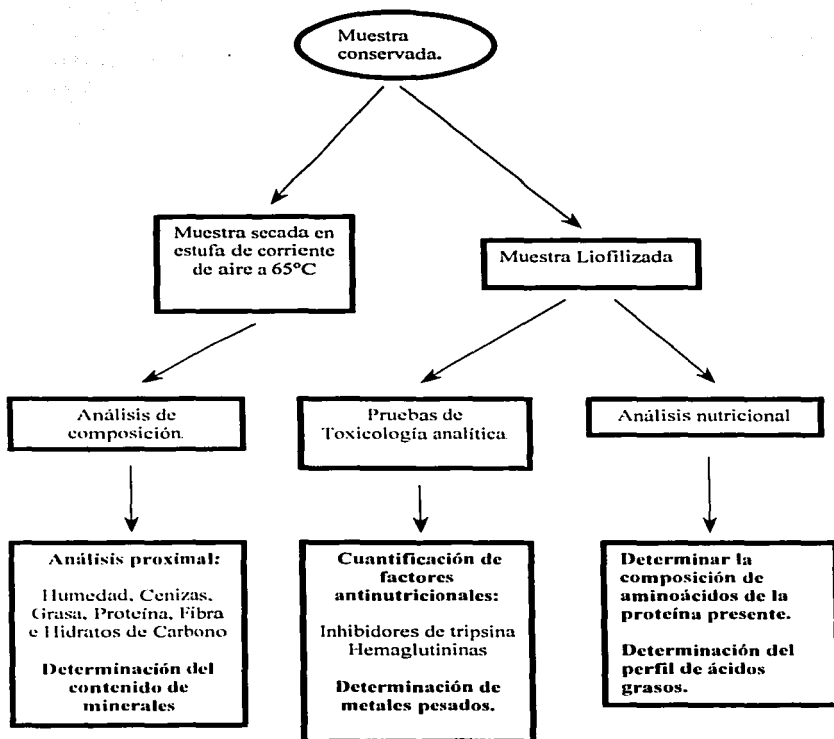 Muestra
conservada.
Muestra secada en
estufa de corriente
de aire a 65°C
Muestra Liofilizada
Análisis de
composición
Pruebas de
Toxicología analítica
Análisis nutricional
Análisis proximal:
Humedad, Cenizas,
Grasa, Proteína, Fibra
e Hidratos de Carbono
Determinación del
contenido de
minerales
Cuantificación de
factores
antinutricionales:
Inhibidores de tripsina
Hemaglutininas
Determinación de
metales pesados.
Determinar la
composición de
aminoácidos de la
proteína presente.
Determinación del
perfil de ácidos
grasos.